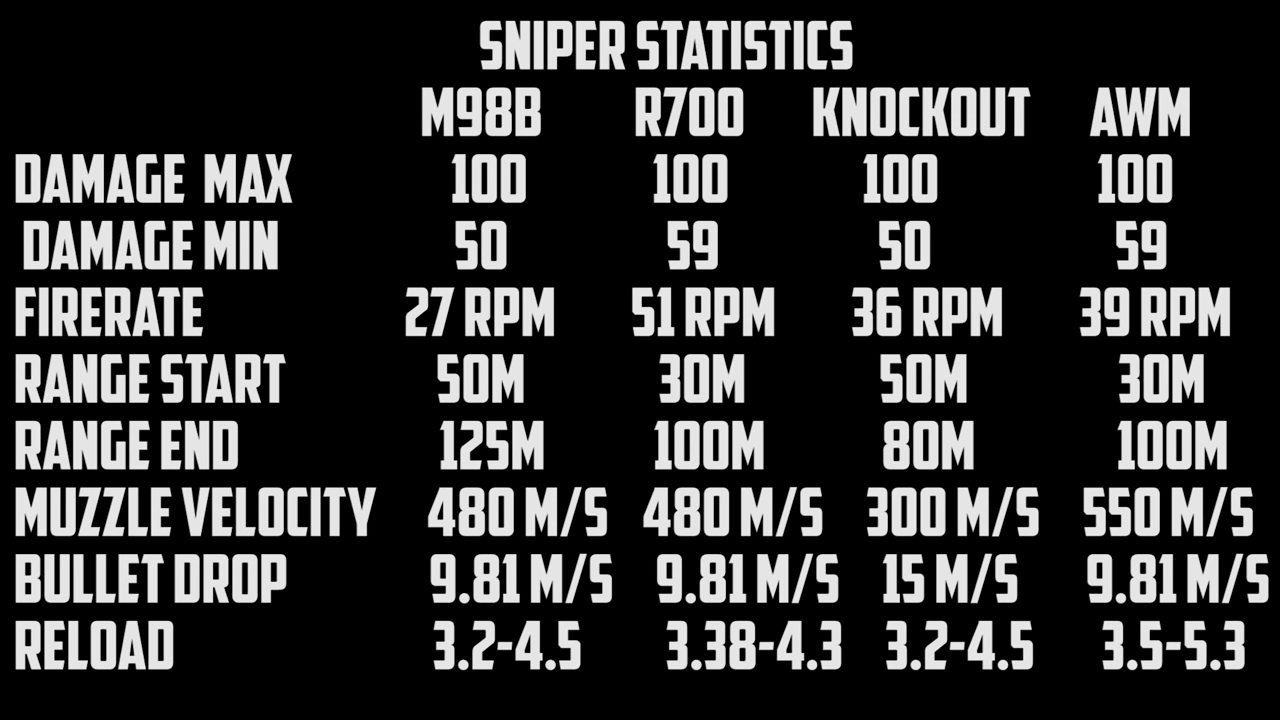 SNIPER STATISTICS
M98B R700 KNOCKOUT AWM
DAMAGE MAX 100 100 100 100
DAMAGE MIN 50 59 50 59
FIRERATE 27 RPM 51 RPM 36 RPM 39 RPM
RANGE START 50M 30M 50M 30M
RANGE END 125M 100M 80M 100M
MUZZLE VELOCITY 480 M/S 480 M/S 300 M/S 550 M/S
BULLET DROP 9.81 M/S 9.81 M/S 15 M/S 9.81 M/S
RELOAD 3.2-4.5 3.38-4.3 3.2-4.5 3.5-5.3